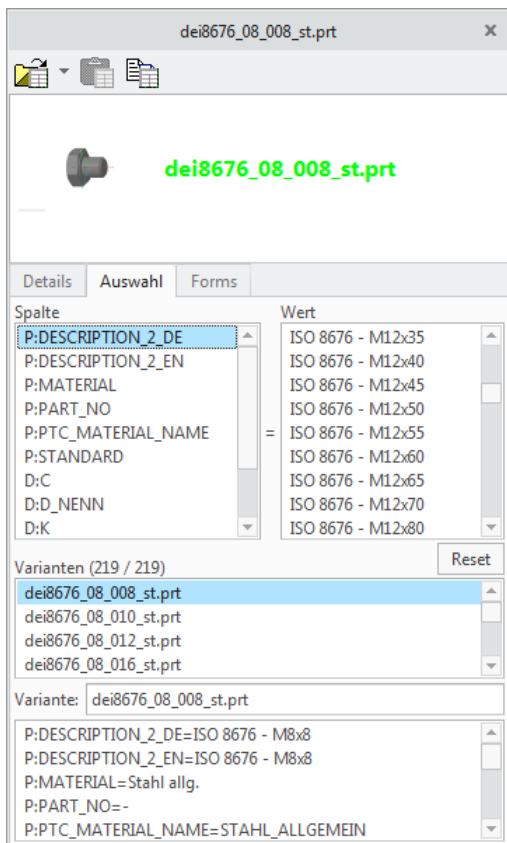 dei8676_08_008_st.prt
x
dei8676_08_008_st.prt
Details Auswahl Forms
Spalte
P:DESCRIPTION_2_DE
P:DESCRIPTION_2_EN
P:MATERIAL
P:PART_NO
P:PTC_MATERIAL_NAME
P:STANDARD
D:C
D:D_NENN
D:K
=
Wert
ISO 8676 - M12x35
ISO 8676 - M12x40
ISO 8676 - M12x45
ISO 8676 - M12x50
ISO 8676 - M12x55
ISO 8676 - M12x60
ISO 8676 - M12x65
ISO 8676 - M12x70
ISO 8676 - M12x80
Varianten (219 / 219)
Reset
dei8676_08_008_st.prt
dei8676_08_010_st.prt
dei8676_08_012_st.prt
dei8676_08_016_st.prt
Variante: dei8676_08_008_st.prt
P:DESCRIPTION_2_DE=ISO 8676 - M8x8
P:DESCRIPTION_2_EN=ISO 8676 - M8x8
P:MATERIAL=Stahl allg.
P:PART_NO=-
P:PTC_MATERIAL_NAME=STAHL_ALLGEMEIN